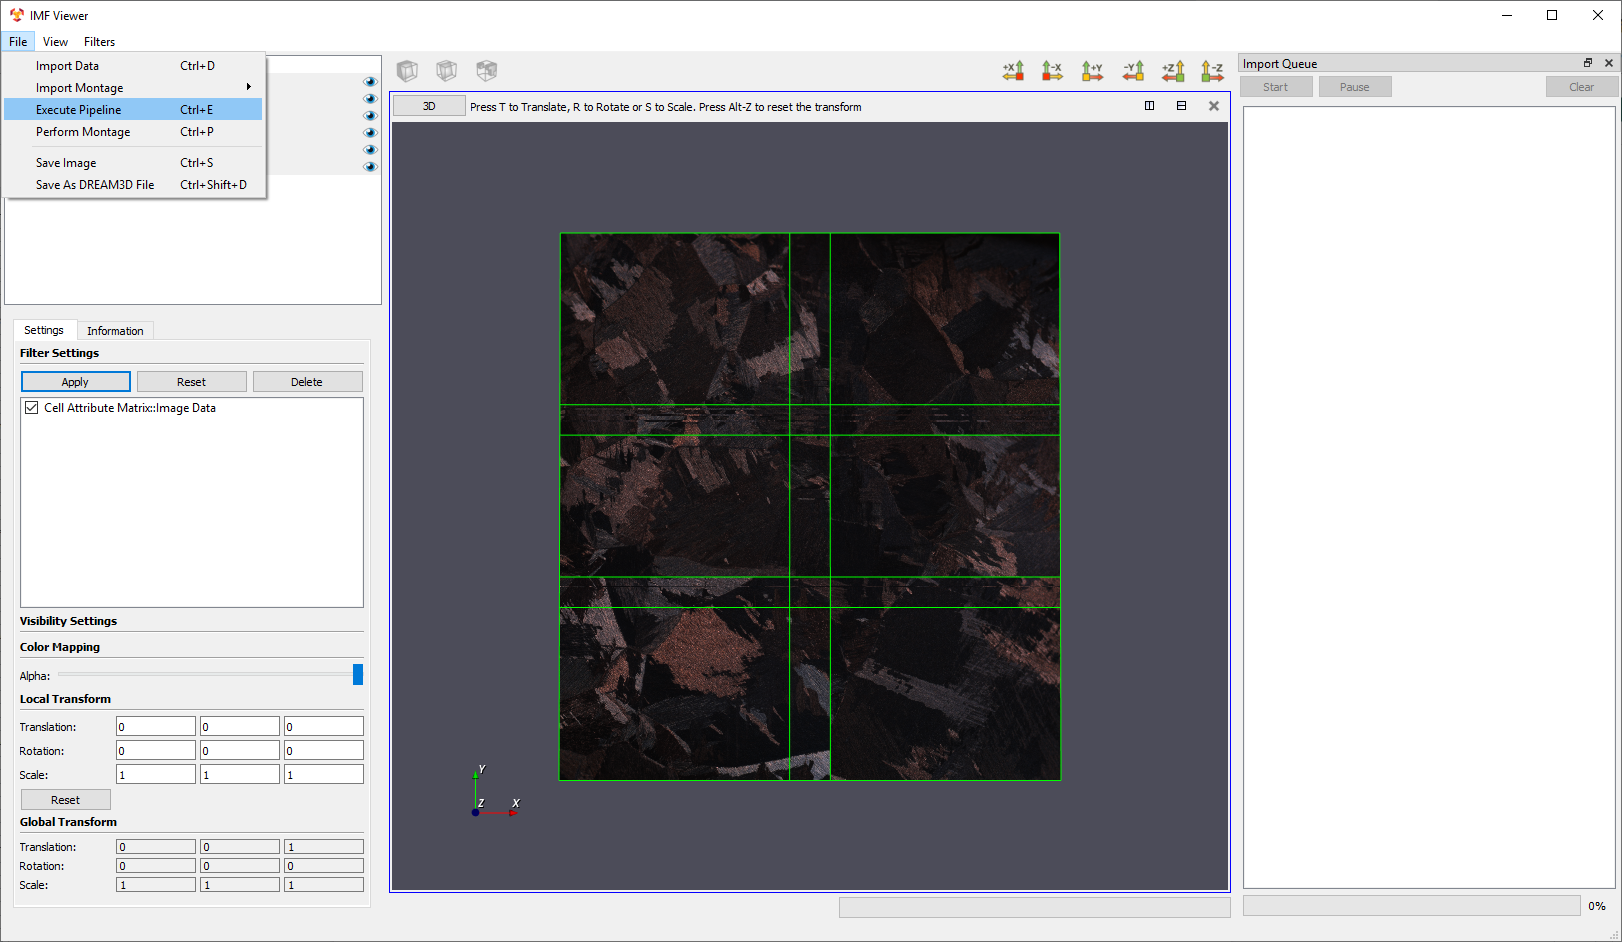 IMF Viewer
File View Filters
Import Data Ctrl+D
Import Montage
Execute Pipeline Ctrl+E
Perform Montage Ctrl+P
Save Image Ctrl+S
Save As DREAM3D File Ctrl+Shift+D
+X -X +Y -Y +Z -Z
3D Press T to Translate, R to Rotate or S to Scale. Press Alt-Z to reset the transform
Import Queue
Start Pause Clear
Settings Information
Filter Settings
Apply Reset Delete
Cell Attribute Matrix::Image Data
Visibility Settings
Color Mapping
Alpha:
Local Transform
Translation: 0 0 0
Rotation: 0 0 0
Scale: 1 1 1
Reset
Global Transform
Translation: 0 0 1
Rotation: 0 0 0
Scale: 1 1 1
Y
Z X
0%